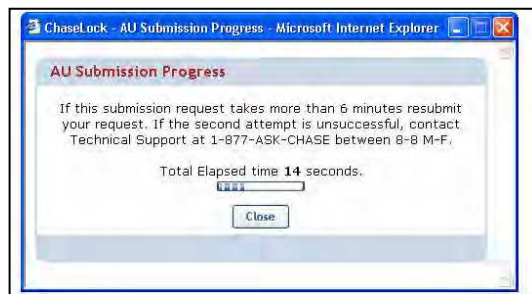 ChaseLock - AU Submission Progress - Microsoft Internet Explorer
AU Submission Progress
If this submission request takes more than 6 minutes resubmit
your request. If the second attempt is unsuccessful, contact
Technical Support at 1-877-ASK-CHASE between 8-8 M-F.
Total Elapsed time 14 seconds.
Close